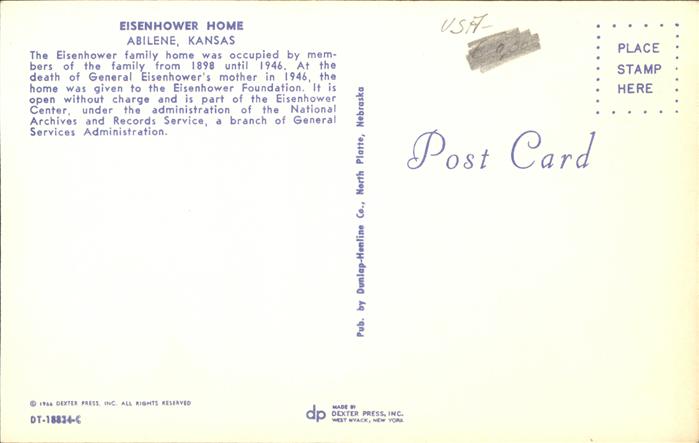 EISENHOWER HOME
ABILENE, KANSAS
The Eisenhower family home was occupied by mem-
bers of the family from 1898 until 1946. At the
death of General Eisenhower's mother in 1946, the
home was given to the Eisenhower Foundation. It is
open without charge and is part of the Eisenhower
Center, under the administration of the National
Archives and Records Service, a branch of General
Services Administration.
© 1966 DEXTER PRESS, INC. ALL RIGHTS RESERVED
DT-18834-C
Pub. by Dunlap-Henline Co., North Platte, Nebraska
dp MADE BY
DEXTER PRESS, INC.
WEST NYACK, NEW YORK
USA-
Post Card
PLACE
STAMP
HERE